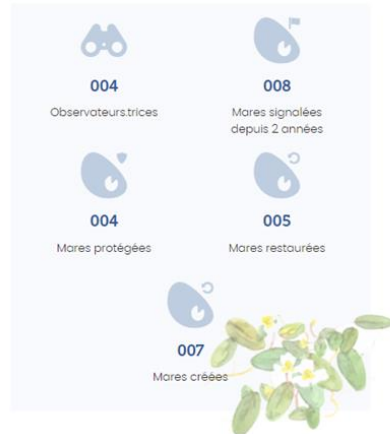 004
008
Observateurs.trices
Mares signalées
depuis 2 années
004
005
Mares protégées
Mares restaurées
007
Mares créées